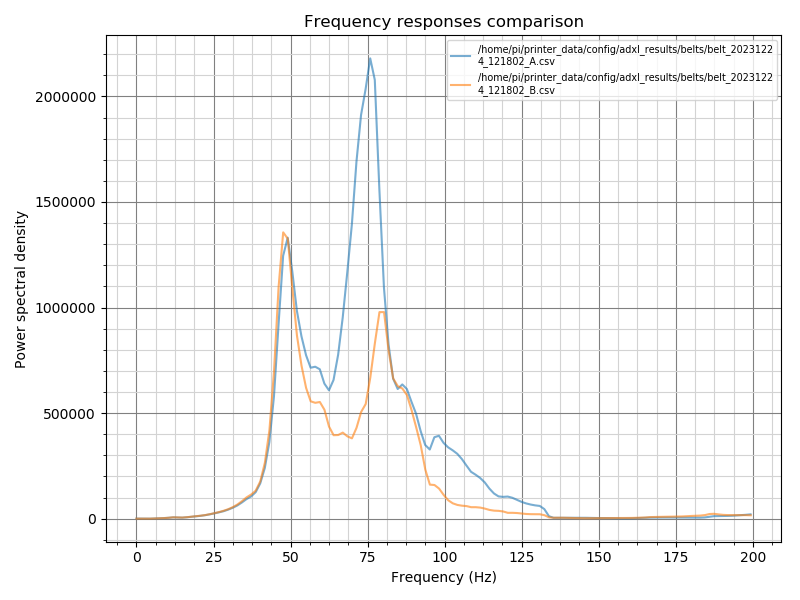 Frequency responses comparison
/home/pi/printer_data/config/adxl_results/belts/belt_2023122
4_121802_A.csv
/home/pi/printer_data/config/adxl_results/belts/belt_2023122
4_121802_B.csv
2000000
1500000
1000000
500000
0
Power spectral density
0 25 50 75 100 125 150 175 200
Frequency (Hz)